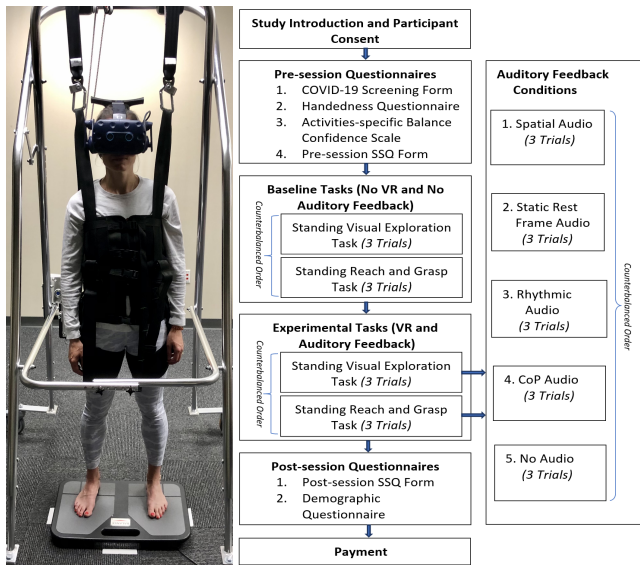 Study Introduction and Participant
Consent
Pre-session Questionnaires
1. COVID-19 Screening Form
2. Handedness Questionnaire
3. Activities-specific Balance
Confidence Scale
4. Pre-session SSQ Form
Baseline Tasks (No VR and No
Auditory Feedback)
Counterbalanced Order
Standing Visual Exploration
Task (3 Trials)
Standing Reach and Grasp
Task (3 Trials)
Experimental Tasks (VR and
Auditory Feedback)
Counterbalanced Order
Standing Visual Exploration
Task (3 Trials)
Standing Reach and Grasp
Task (3 Trials)
Post-session Questionnaires
1. Post-session SSQ Form
2. Demographic
Questionnaire
Payment
Auditory Feedback
Conditions
1. Spatial Audio
(3 Trials)
2. Static Rest
Frame Audio
(3 Trials)
3. Rhythmic
Audio
(3 Trials)
4. CoP Audio
(3 Trials)
5. No Audio
(3 Trials)
Counterbalanced Order